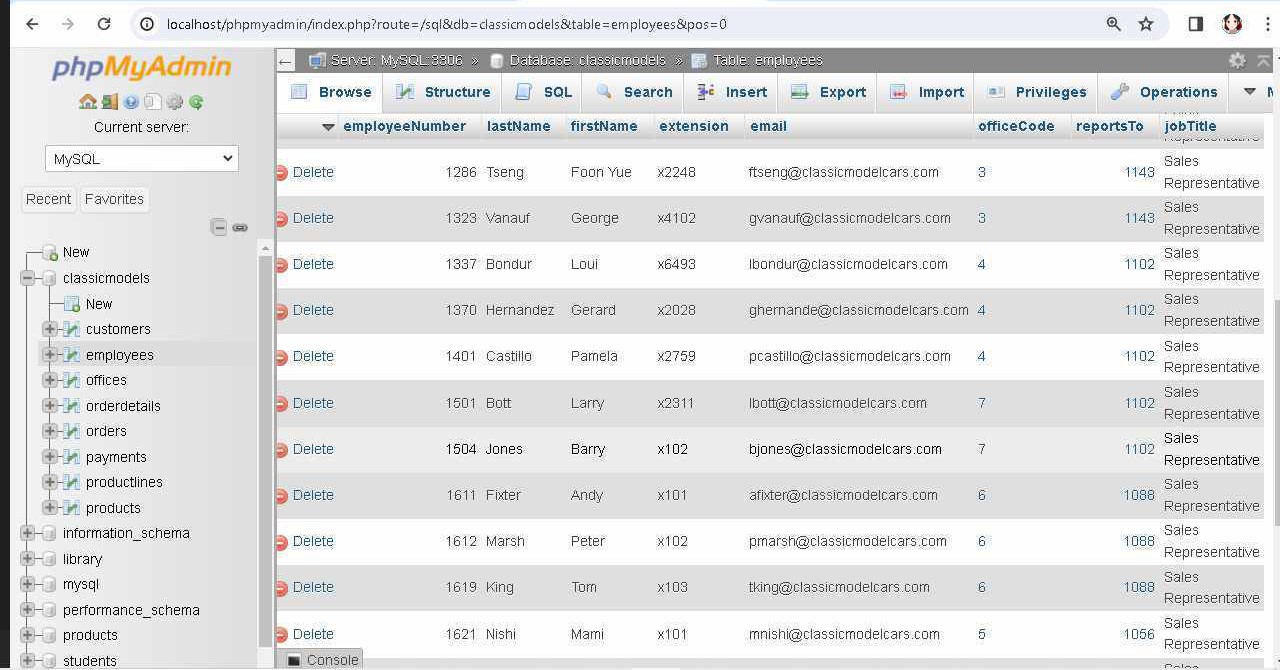 localhost/phpmyadmin/index.php?route=/sql&db=classicmodels&table=employees&pos=0
phpMyAdmin
Current server:
MySQL
Recent Favorites
New
classicmodels
New
customers
employees
offices
orderdetails
orders
payments
productlines
products
information_schema
library
mysql
performance_schema
products
students
Server: MySQL:3306 » Database: classicmodels » Table: employees
Browse Structure SQL Search Insert Export Import Privileges Operations
employeeNumber lastName firstName extension email officeCode reportsTo jobTitle
Delete 1286 Tseng Foon Yue x2248 ftseng@classicmodelcars.com 3 1143 Sales
Representative
Delete 1323 Vanauf George x4102 gvanauf@classicmodelcars.com 3 1143 Sales
Representative
Delete 1337 Bondur Loui x6493 lbondur@classicmodelcars.com 4 1102 Sales
Representative
Delete 1370 Hernandez Gerard x2028 ghernande@classicmodelcars.com 4 1102 Sales
Representative
Delete 1401 Castillo Pamela x2759 pcastillo@classicmodelcars.com 4 1102 Sales
Representative
Delete 1501 Bott Larry x2311 lbott@classicmodelcars.com 7 1102 Sales
Representative
Delete 1504 Jones Barry x102 bjones@classicmodelcars.com 7 1102 Sales
Representative
Delete 1611 Fixter Andy x101 afixter@classicmodelcars.com 6 1088 Sales
Representative
Delete 1612 Marsh Peter x102 pmarsh@classicmodelcars.com 6 1088 Sales
Representative
Delete 1619 King Tom x103 tking@classicmodelcars.com 6 1088 Sales
Representative
Delete 1621 Nishi Mami x101 mnishi@classicmodelcars.com 5 1056 Sales
Representative
Console